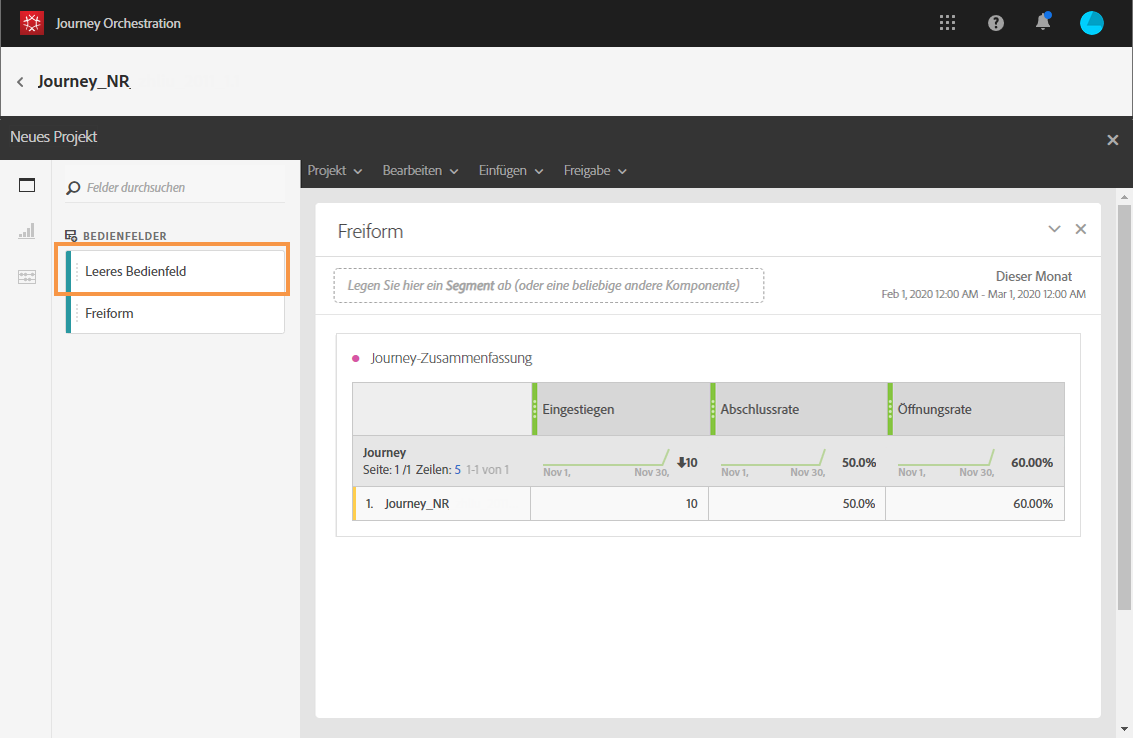 Journey Orchestration
Journey_NR
Neues Projekt
Projekt Bearbeiten Einfügen Freigabe
Felder durchsuchen
BEDIENFELDER
Leeres Bedienfeld
Freiform
Freiform
Legen Sie hier ein Segment ab (oder eine beliebige andere Komponente)
Dieser Monat
Feb 1, 2020 12:00 AM - Mar 1, 2020 12:00 AM
Journey-Zusammenfassung
Eingestiegen Abschlussrate Öffnungsrate
Journey
Seite: 1 /1 Zeilen: 5 1-1 von 1
Nov 1, Nov 30, 10
Nov 1, Nov 30, 50.0%
Nov 1, Nov 30, 60.00%
1. Journey_NR 10 50.0% 60.00%